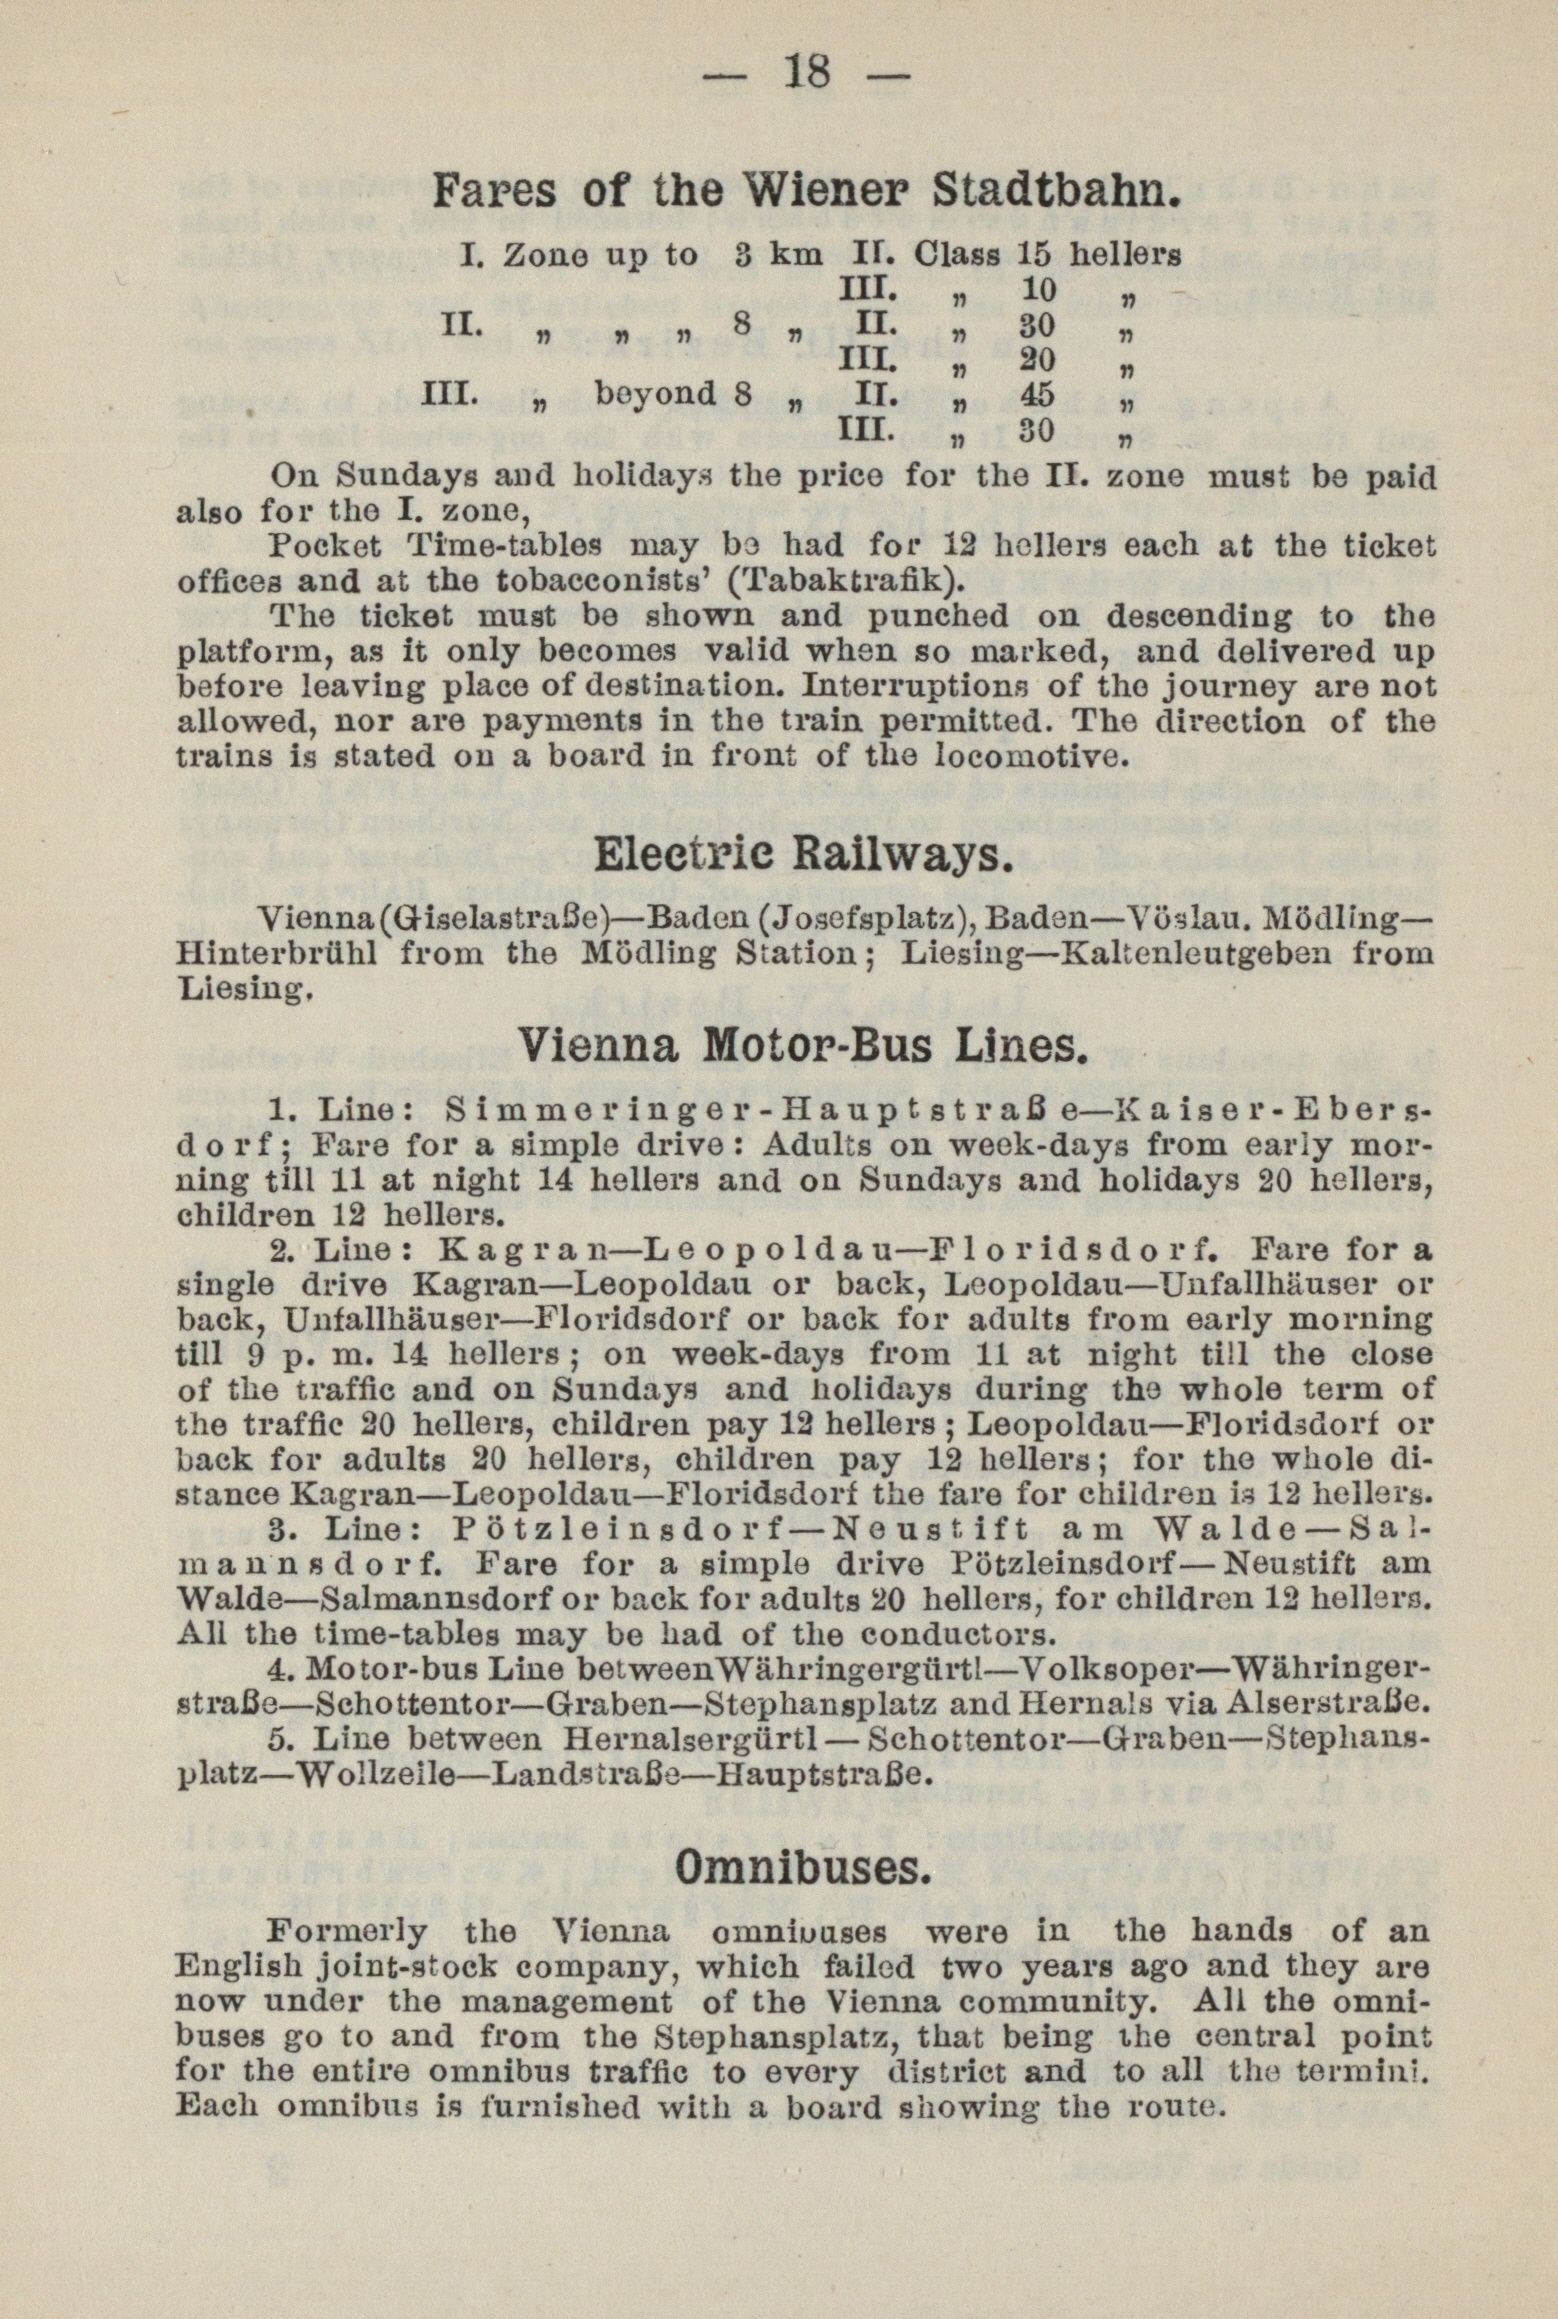 — 18 —
Fares of the Wiener Stadtbahn.
I. Zone up to 3 km II. Class 15 hellers
III. „ 10 „
II. „ „ „ 8 „ II. „ 30 „
III. „ 20 „
III. „ beyond 8 „ II. „ 45 „
III. „ 30 „
On Sundays and holidays the price for the II. zone must be paid
also for the I. zone,
Pocket Time-tables may be had for 12 hellers each at the ticket
offices and at the tobacconists' (Tabaktrafik).
The ticket must be shown and punched on descending to the
platform, as it only becomes valid when so marked, and delivered up
before leaving place of destination. Interruptions of the journey are not
allowed, nor are payments in the train permitted. The direction of the
trains is stated on a board in front of the locomotive.
Electric Railways.
Vienna (Giselastraße)—Baden (Josefsplatz), Baden—Vöslau. Mödling—
Hinterbrühl from the Mödling Station; Liesing—Kaltenleutgeben from
Liesing.
Vienna Motor-Bus Lines.
1. Line: Simmeringer-Hauptstraße—Kaiser-Ebers-
dorf; Fare for a simple drive: Adults on week-days from early mor-
ning till 11 at night 14 hellers and on Sundays and holidays 20 hellers,
children 12 hellers.
2. Line: Kagran—Leopoldau—Floridsdorf. Fare for a
single drive Kagran—Leopoldau or back, Leopoldau—Unfallhäuser or
back, Unfallhäuser—Floridsdorf or back for adults from early morning
till 9 p. m. 14 hellers; on week-days from 11 at night till the close
of the traffic and on Sundays and holidays during the whole term of
the traffic 20 hellers, children pay 12 hellers; Leopoldau—Floridsdorf or
back for adults 20 hellers, children pay 12 hellers; for the whole di-
stance Kagran—Leopoldau—Floridsdorf the fare for children is 12 hellers.
3. Line: Pötzleinsdorf—Neustift am Walde—Sal-
mannsdorf. Fare for a simple drive Pötzleinsdorf—Neustift am
Walde—Salmannsdorf or back for adults 20 hellers, for children 12 hellers.
All the time-tables may be had of the conductors.
4. Motor-bus Line between Währingergürtl—Volksoper—Währinger-
straße—Schottentor—Graben—Stephansplatz and Hernals via Alserstraße.
5. Line between Hernalsergürtl—Schottentor—Graben—Stephans-
platz—Wollzeile—Landstraße—Hauptstraße.
Omnibuses.
Formerly the Vienna omnibuses were in the hands of an
English joint-stock company, which failed two years ago and they are
now under the management of the Vienna community. All the omni-
buses go to and from the Stephansplatz, that being the central point
for the entire omnibus traffic to every district and to all the termini.
Each omnibus is furnished with a board showing the route.